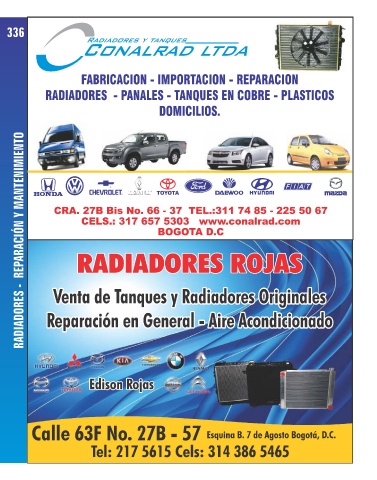 336
RADIADORES - REPARACIÓN Y MANTENIMIENTO
RADIADORES Y TANQUES
CONALRAD LTDA
FABRICACION - IMPORTACION - REPARACION
RADIADORES - PANALES - TANQUES EN COBRE - PLASTICOS
DOMICILIOS.
HONDA CHEVROLET TOYOTA Ford DAEWOO HYUNDAI FIAT mazda
CRA. 27B Bis No. 66 - 37 TEL.:311 74 85 - 225 50 67
CELS.: 317 657 5303 www.conalrad.com
BOGOTA D.C
RADIADORES ROJAS
Venta de Tanques y Radiadores Originales
Reparación en General - Aire Acondicionado
HYUNDAI KIA CHEVROLET
TOYOTA Edison Rojas
Calle 63F No. 27B - 57 Esquina B. 7 de Agosto Bogotá, D.C.
Tel: 217 5615 Cels: 314 386 5465